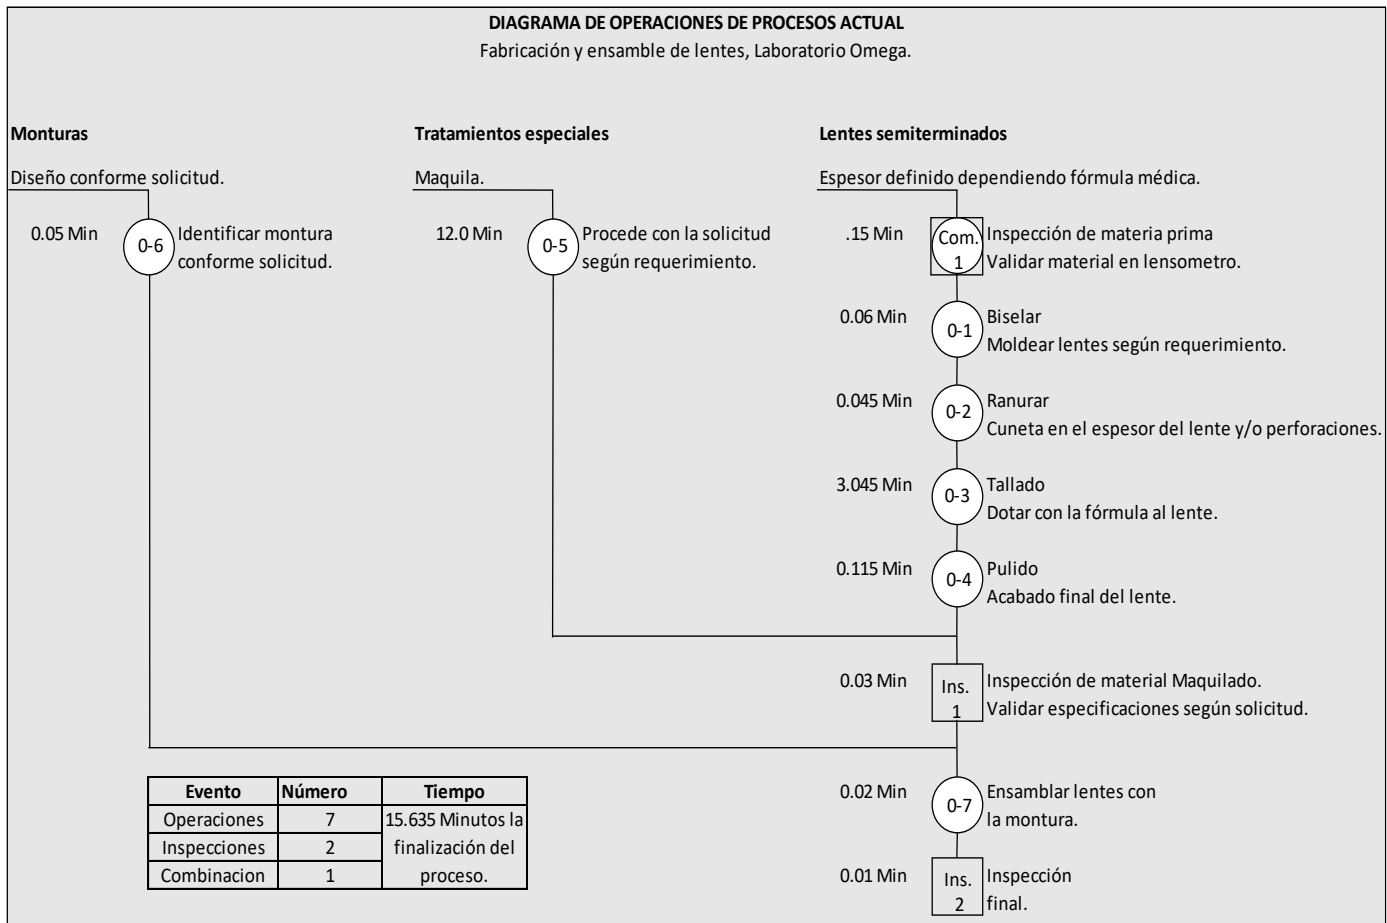 DIAGRAMA DE OPERACIONES DE PROCESOS ACTUAL
Fabricación y ensamble de lentes, Laboratorio Omega.
Monturas
Diseño conforme solicitud.
0.05 Min
0-6
Identificar montura
conforme solicitud.
Tratamientos especiales
Maquila.
12.0 Min
0-5
Procede con la solicitud
según requerimiento.
Lentes semiterminados
Espesor definido dependiendo fórmula médica.
.15 Min
Com.
1
Inspección de materia prima
Validar material en lensometro.
0.06 Min
0-1
Biselar
Moldear lentes según requerimiento.
0.045 Min
0-2
Ranurar
Cuneta en el espesor del lente y/o perforaciones.
3.045 Min
0-3
Tallado
Dotar con la fórmula al lente.
0.115 Min
0-4
Pulido
Acabado final del lente.
0.03 Min
Ins.
1
Inspección de material Maquilado.
Validar especificaciones según solicitud.
0.02 Min
0-7
Ensamblar lentes con
la montura.
0.01 Min
Ins.
2
Inspección
final.
Evento Número Tiempo
Operaciones 7 15.635 Minutos la
Inspecciones 2 finalización del
Combinacion 1 proceso.